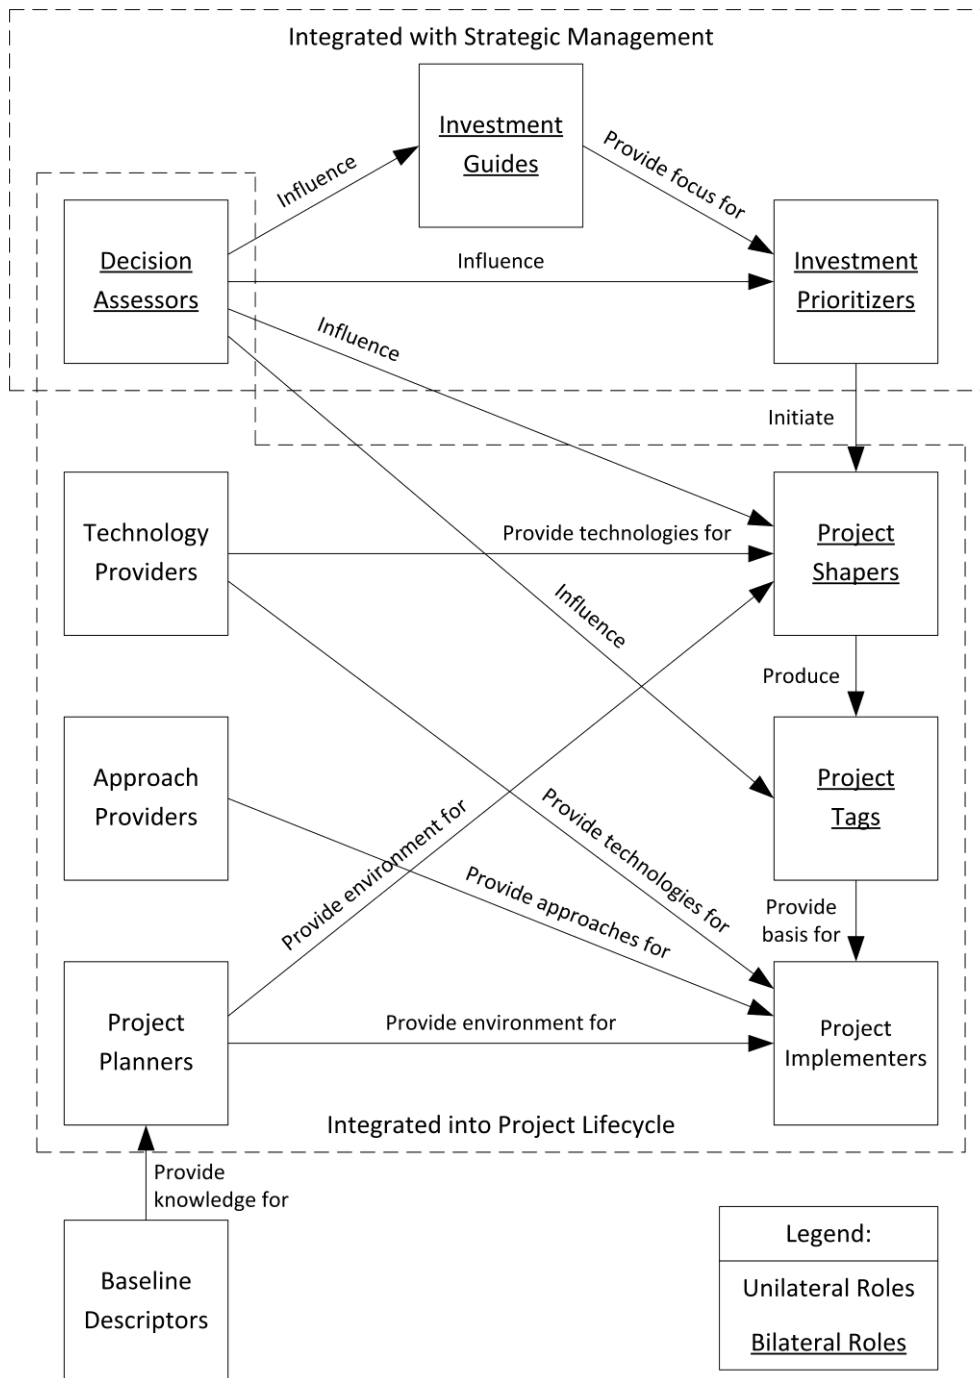 Integrated with Strategic Management
Investment
Guides
Influence
Provide focus for
Decision
Assessors
Influence
Investment
Prioritizers
Influence
Initiate
Technology
Providers
Provide technologies for
Project
Shapers
Influence
Produce
Approach
Providers
Project
Tags
Provide environment for
Provide technologies for
Provide approaches for
Provide
basis for
Project
Planners
Provide environment for
Project
Implementers
Integrated into Project Lifecycle
Provide
knowledge for
Baseline
Descriptors
Legend:
Unilateral Roles
Bilateral Roles